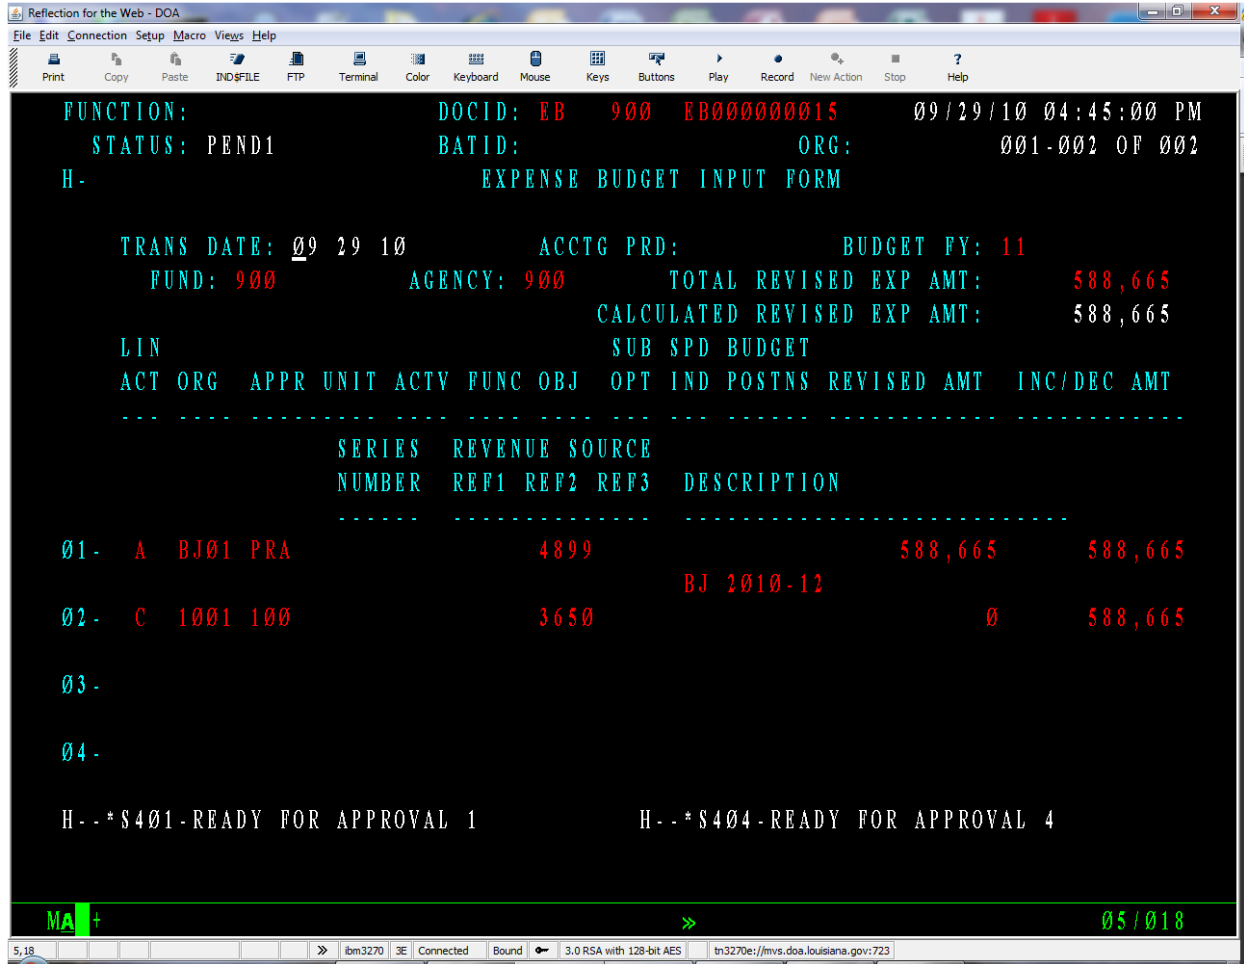 Reflection for the Web - DOA
File Edit Connection Setup Macro Views Help
Print Copy Paste IND$FILE FTP Terminal Color Keyboard Mouse Keys Buttons Play Record New Action Stop Help
FUNCTION: DOCID: EB 900 EB000000015 09/29/10 04:45:00 PM
STATUS: PEND1 BATID: ORG: 001-002 OF 002
H- EXPENSE BUDGET INPUT FORM
TRANS DATE: 09 29 10 ACCTG PRD: BUDGET FY: 11
FUND: 900 AGENCY: 900 TOTAL REVISED EXP AMT: 588,665
CALCULATED REVISED EXP AMT: 588,665
LIN SUB SPD BUDGET
ACT ORG APPR UNIT ACTV FUNC OBJ OPT IND POSTNS REVISED AMT INC/DEC AMT
--- ---- --------- ---- ---- ---- --- --- ------ ------------ ------------
SERIES REVENUE SOURCE
NUMBER REF1 REF2 REF3 DESCRIPTION
------ -------------- ---------------------------
01- A BJ01 PRA 4899 588,665 588,665
BJ 2010-12
02- C 1001 100 3650 0 588,665
03-
04-
H--*S401-READY FOR APPROVAL 1 H--*S404-READY FOR APPROVAL 4
MA + » 05/018
5,18 » ibm3270 3E Connected Bound 3.0 RSA with 128-bit AES tn3270e://mvs.doa.louisiana.gov:723